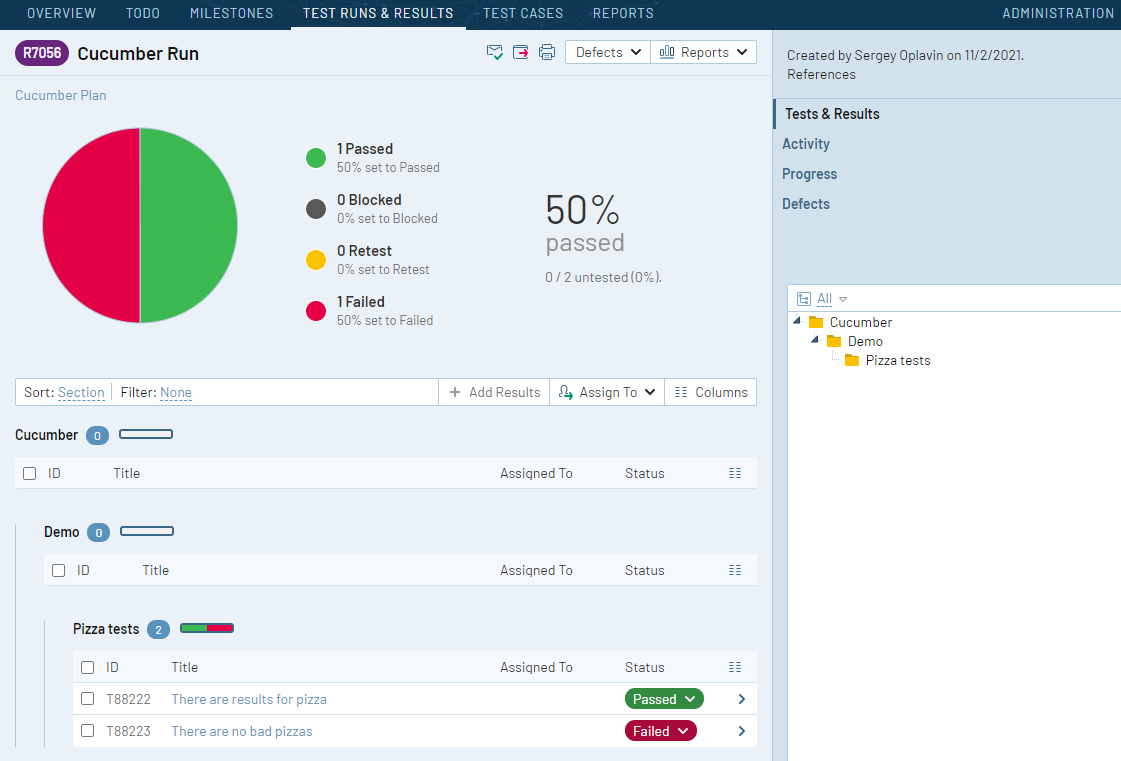 OVERVIEW TODO MILESTONES TEST RUNS & RESULTS TEST CASES REPORTS ADMINISTRATION
R7056 Cucumber Run Defects Reports
Cucumber Plan
1 Passed
50% set to Passed
0 Blocked
0% set to Blocked
0 Retest
0% set to Retest
1 Failed
50% set to Failed
50%
passed
0 / 2 untested (0%).
Sort: Section Filter: None + Add Results Assign To Columns
Cucumber 0
ID Title Assigned To Status
Demo 0
ID Title Assigned To Status
Pizza tests 2
ID Title Assigned To Status
T88222 There are results for pizza Passed
T88223 There are no bad pizzas Failed
Created by Sergey Oplavin on 11/2/2021.
References
Tests & Results
Activity
Progress
Defects
All
Cucumber
Demo
Pizza tests